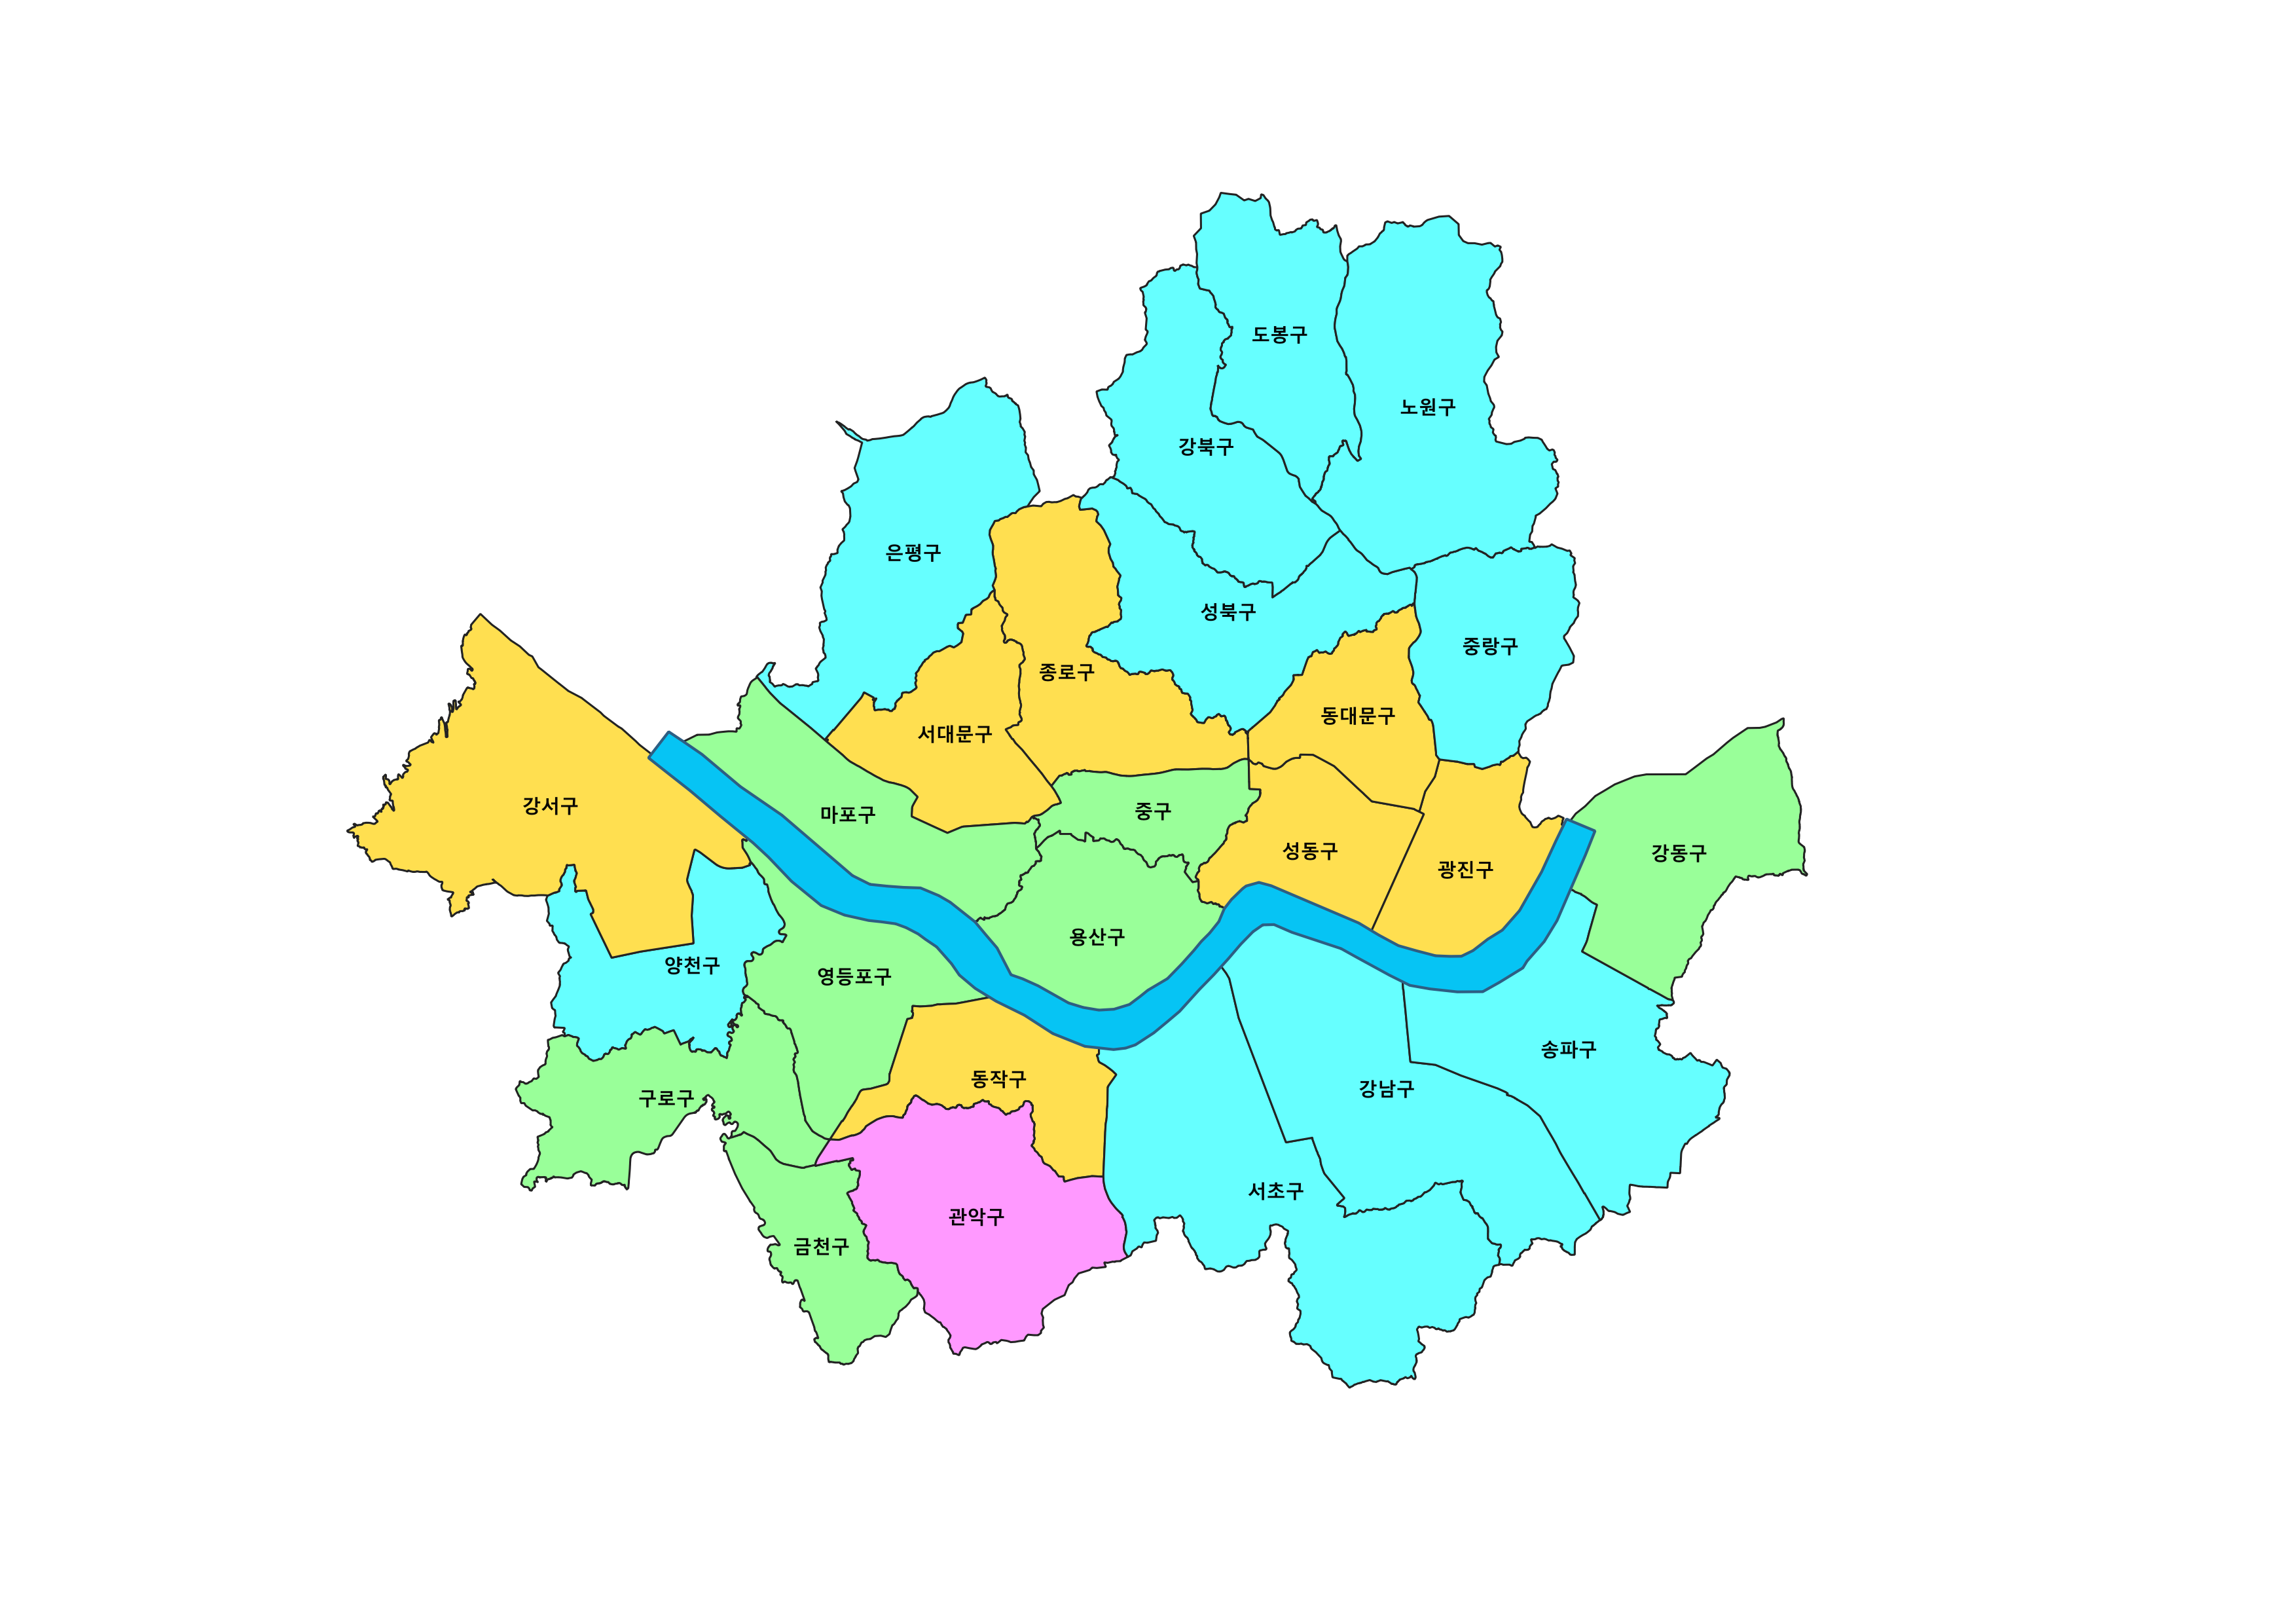 도봉구
노원구
강북구
은평구
성북구
중랑구
종로구
동대문구
서대문구
강서구
마포구
중구
성동구
강동구
광진구
용산구
양천구
영등포구
송파구
동작구
강남구
구로구
서초구
관악구
금천구